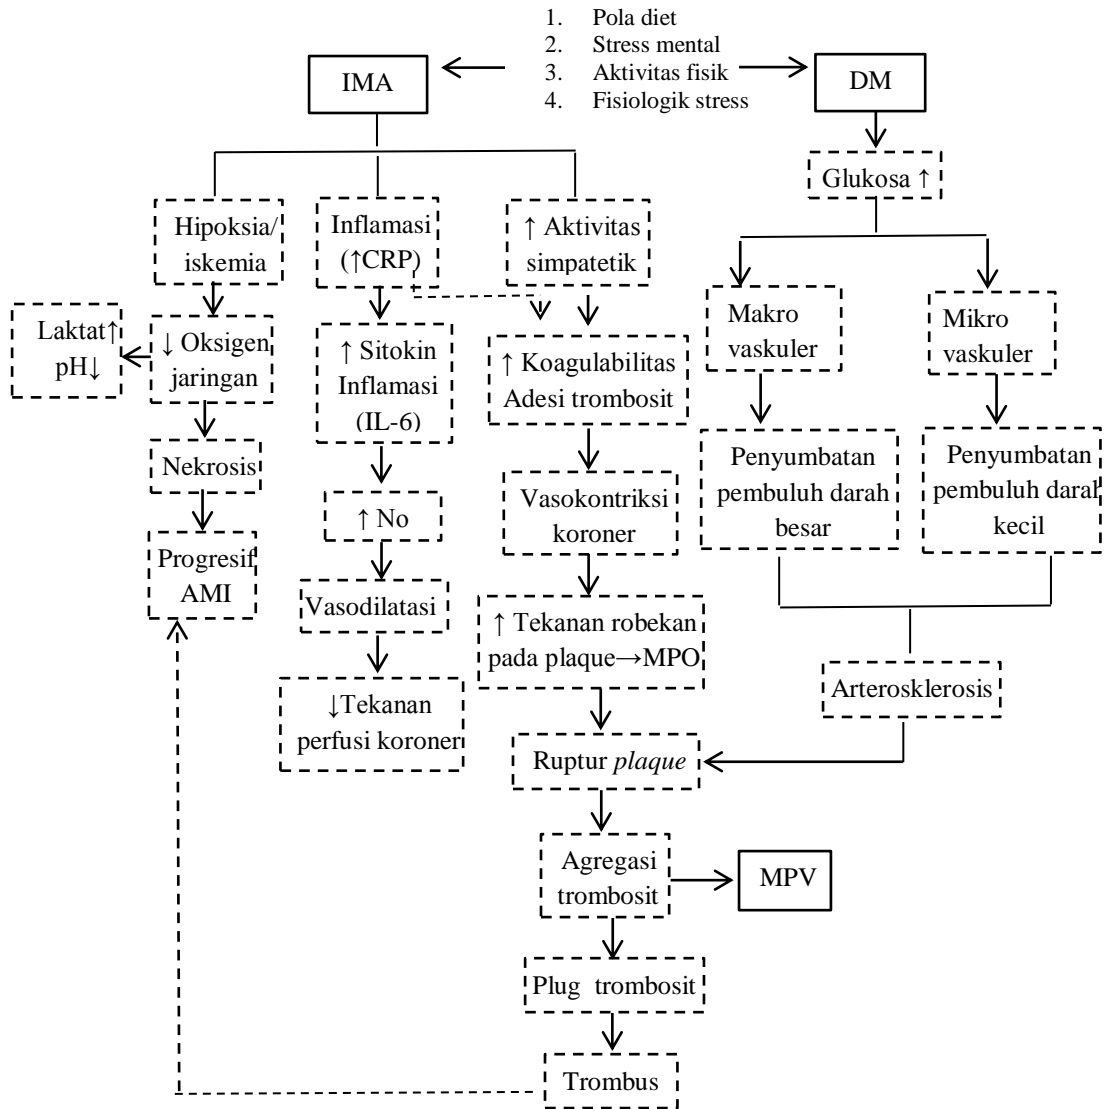 1. Pola diet
2. Stress mental
3. Aktivitas fisik
4. Fisiologik stress
IMA
DM
Glukosa ↑
Hipoksia/
iskemia
Inflamasi
(↑CRP)
↑ Aktivitas
simpatetik
Makro
vaskuler
Mikro
vaskuler
Laktat↑
pH↓
↓ Oksigen
jaringan
↑ Sitokin
Inflamasi
(IL-6)
↑ Koagulabilitas
Adesi trombosit
Nekrosis
Penyumbatan
pembuluh darah
besar
Penyumbatan
pembuluh darah
kecil
↑ No
Vasokontriksi
koroner
Progresif
AMI
Vasodilatasi
↑ Tekanan robekan
pada plaque→MPO
↓Tekanan
perfusi koroner
Arterosklerosis
Ruptur plaque
Agregasi
trombosit
MPV
Plug trombosit
Trombus